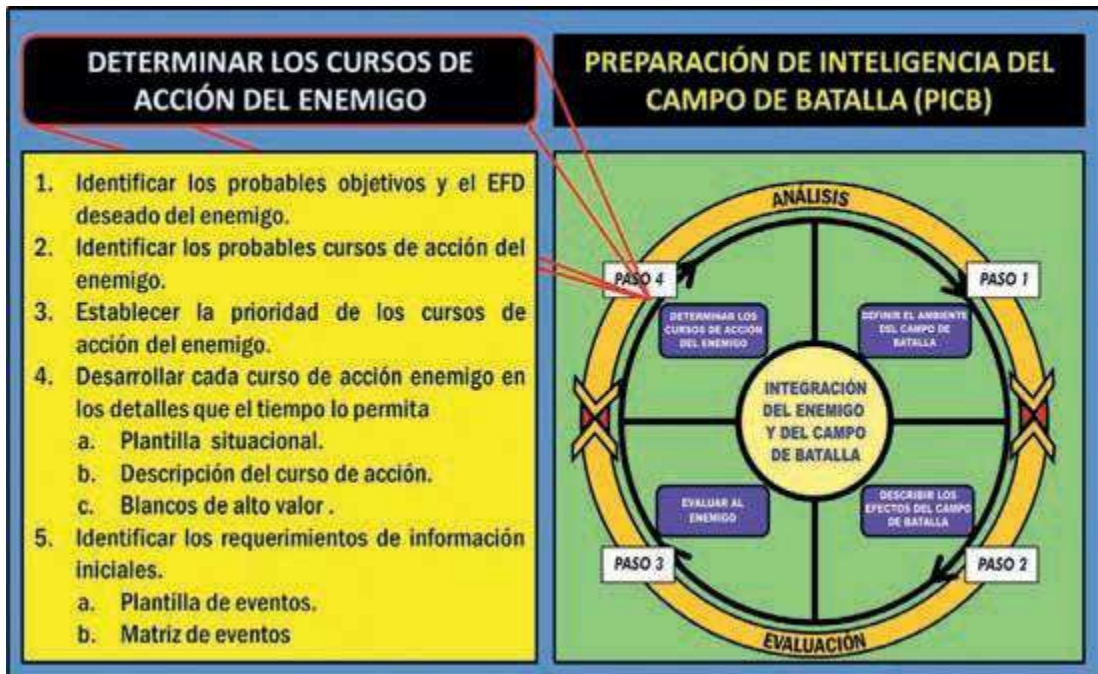 DETERMINAR LOS CURSOS DE
ACCIÓN DEL ENEMIGO
1. Identificar los probables objetivos y el EFD
deseado del enemigo.
2. Identificar los probables cursos de acción del
enemigo.
3. Establecer la prioridad de los cursos de
acción del enemigo.
4. Desarrollar cada curso de acción enemigo en
los detalles que el tiempo lo permita
a. Plantilla situacional.
b. Descripción del curso de acción.
c. Blancos de alto valor .
5. Identificar los requerimientos de información
iniciales.
a. Plantilla de eventos.
b. Matriz de eventos
PREPARACIÓN DE INTELIGENCIA DEL
CAMPO DE BATALLA (PICB)
ANÁLISIS
PASO 4
PASO 1
DETERMINAR LOS
CURSOS DE ACCIÓN
DEL ENEMIGO
DEFINIR EL AMBIENTE
DEL CAMPO DE
BATALLA
INTEGRACIÓN
DEL ENEMIGO
Y DEL CAMPO
DE BATALLA
EVALUAR AL
ENEMIGO
DESCRIBIR LOS
EFECTOS DEL CAMPO
DE BATALLA
PASO 3
PASO 2
EVALUACIÓN